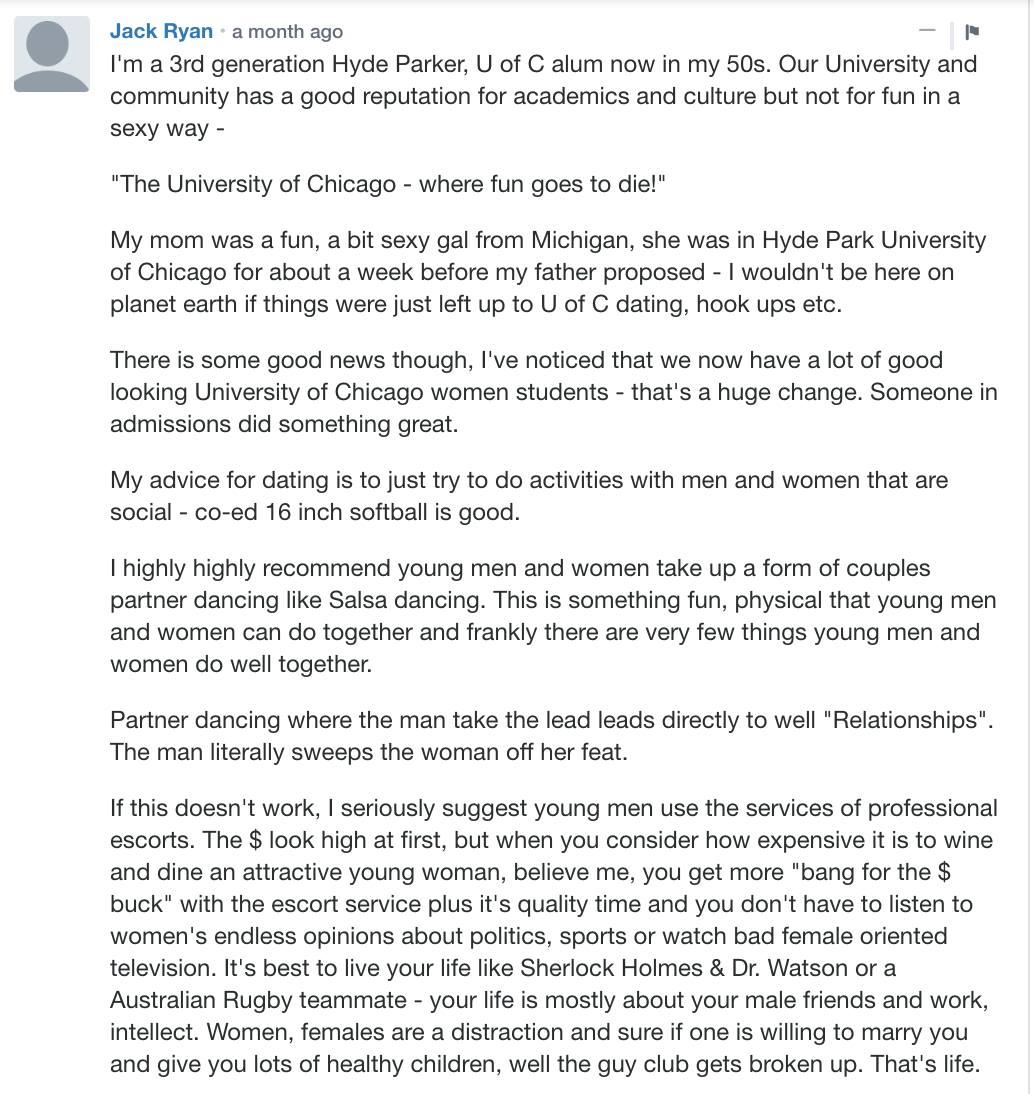 Jack Ryan • a month ago
I'm a 3rd generation Hyde Parker, U of C alum now in my 50s. Our University and
community has a good reputation for academics and culture but not for fun in a
sexy way -
"The University of Chicago - where fun goes to die!"
My mom was a fun, a bit sexy gal from Michigan, she was in Hyde Park University
of Chicago for about a week before my father proposed - I wouldn't be here on
planet earth if things were just left up to U of C dating, hook ups etc.
There is some good news though, I've noticed that we now have a lot of good
looking University of Chicago women students - that's a huge change. Someone in
admissions did something great.
My advice for dating is to just try to do activities with men and women that are
social - co-ed 16 inch softball is good.
I highly highly recommend young men and women take up a form of couples
partner dancing like Salsa dancing. This is something fun, physical that young men
and women can do together and frankly there are very few things young men and
women do well together.
Partner dancing where the man take the lead leads directly to well "Relationships".
The man literally sweeps the woman off her feat.
If this doesn't work, I seriously suggest young men use the services of professional
escorts. The $ look high at first, but when you consider how expensive it is to wine
and dine an attractive young woman, believe me, you get more "bang for the $
buck" with the escort service plus it's quality time and you don't have to listen to
women's endless opinions about politics, sports or watch bad female oriented
television. It's best to live your life like Sherlock Holmes & Dr. Watson or a
Australian Rugby teammate - your life is mostly about your male friends and work,
intellect. Women, females are a distraction and sure if one is willing to marry you
and give you lots of healthy children, well the guy club gets broken up. That's life.